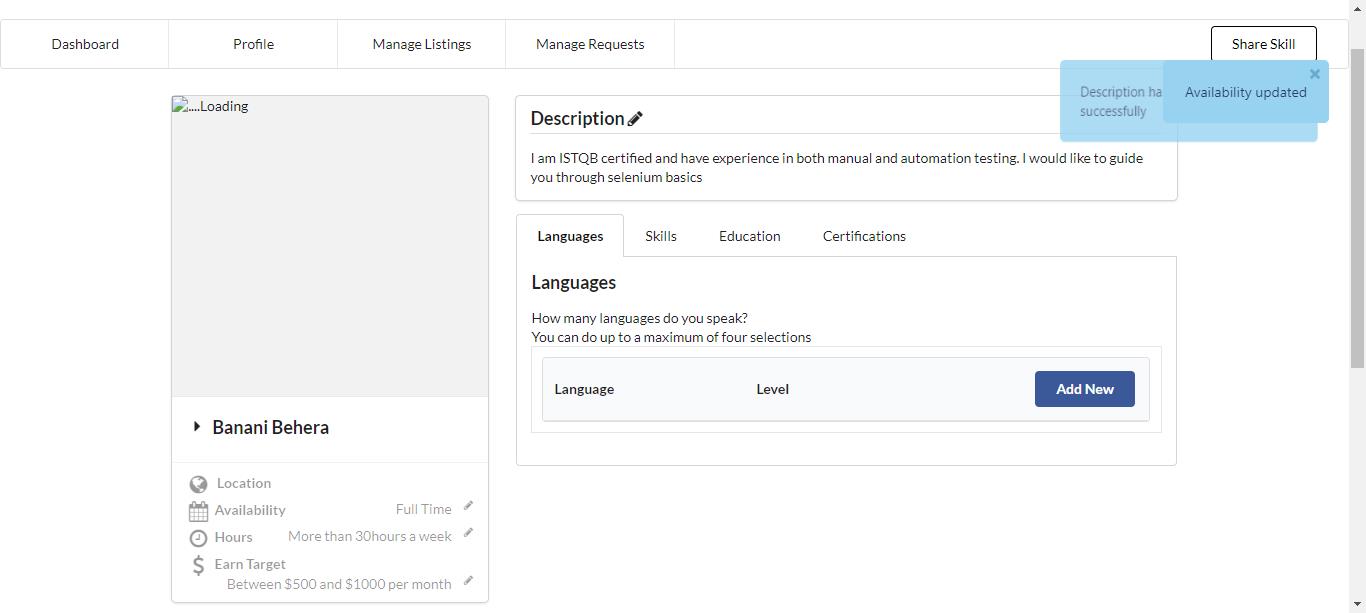 Dashboard
Profile
Manage Listings
Manage Requests
Share Skill
Description ha
successfully
Availability updated
....Loading
Banani Behera
Location
Availability Full Time
Hours More than 30hours a week
Earn Target
Between $500 and $1000 per month
Description
I am ISTQB certified and have experience in both manual and automation testing. I would like to guide
you through selenium basics
Languages
Skills
Education
Certifications
Languages
How many languages do you speak?
You can do up to a maximum of four selections
Language Level Add New